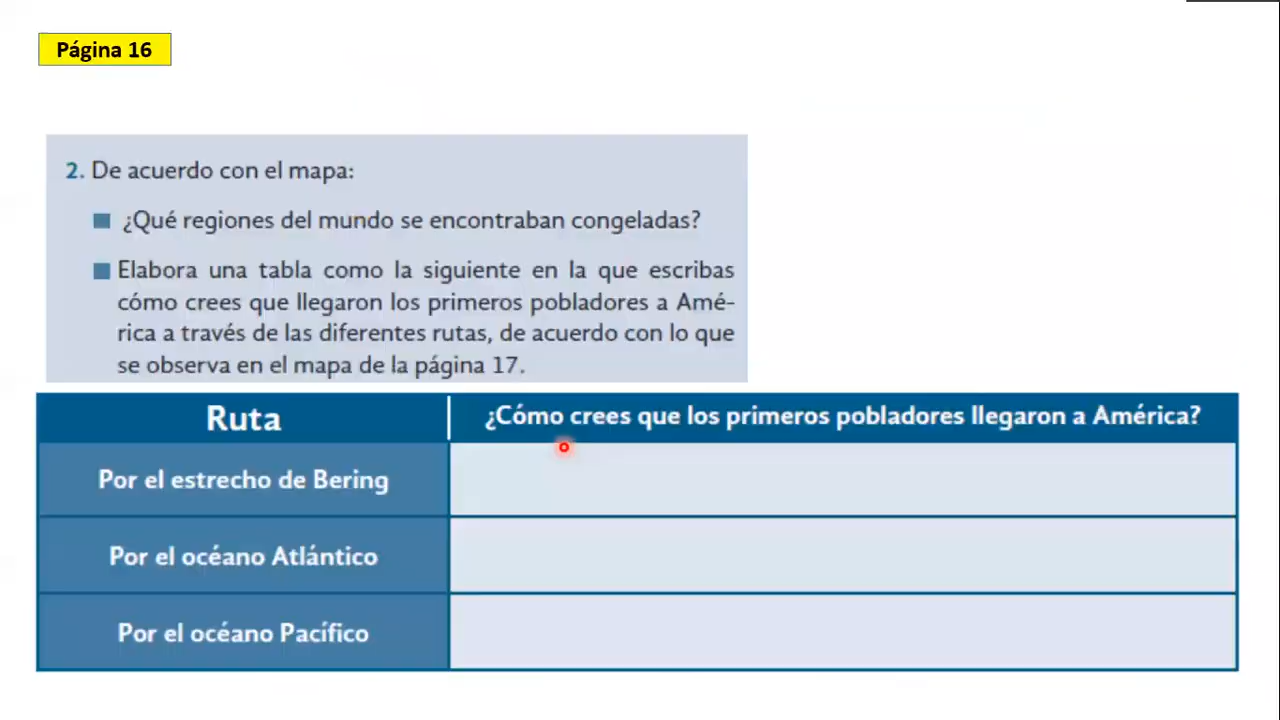 Página 16
2. De acuerdo con el mapa:
¿Qué regiones del mundo se encontraban congeladas?
Elabora una tabla como la siguiente en la que escribas
cómo crees que llegaron los primeros pobladores a Amé-
rica a través de las diferentes rutas, de acuerdo con lo que
se observa en el mapa de la página 17.
Ruta
¿Cómo crees que los primeros pobladores llegaron a América?
Por el estrecho de Bering
Por el océano Atlántico
Por el océano Pacífico